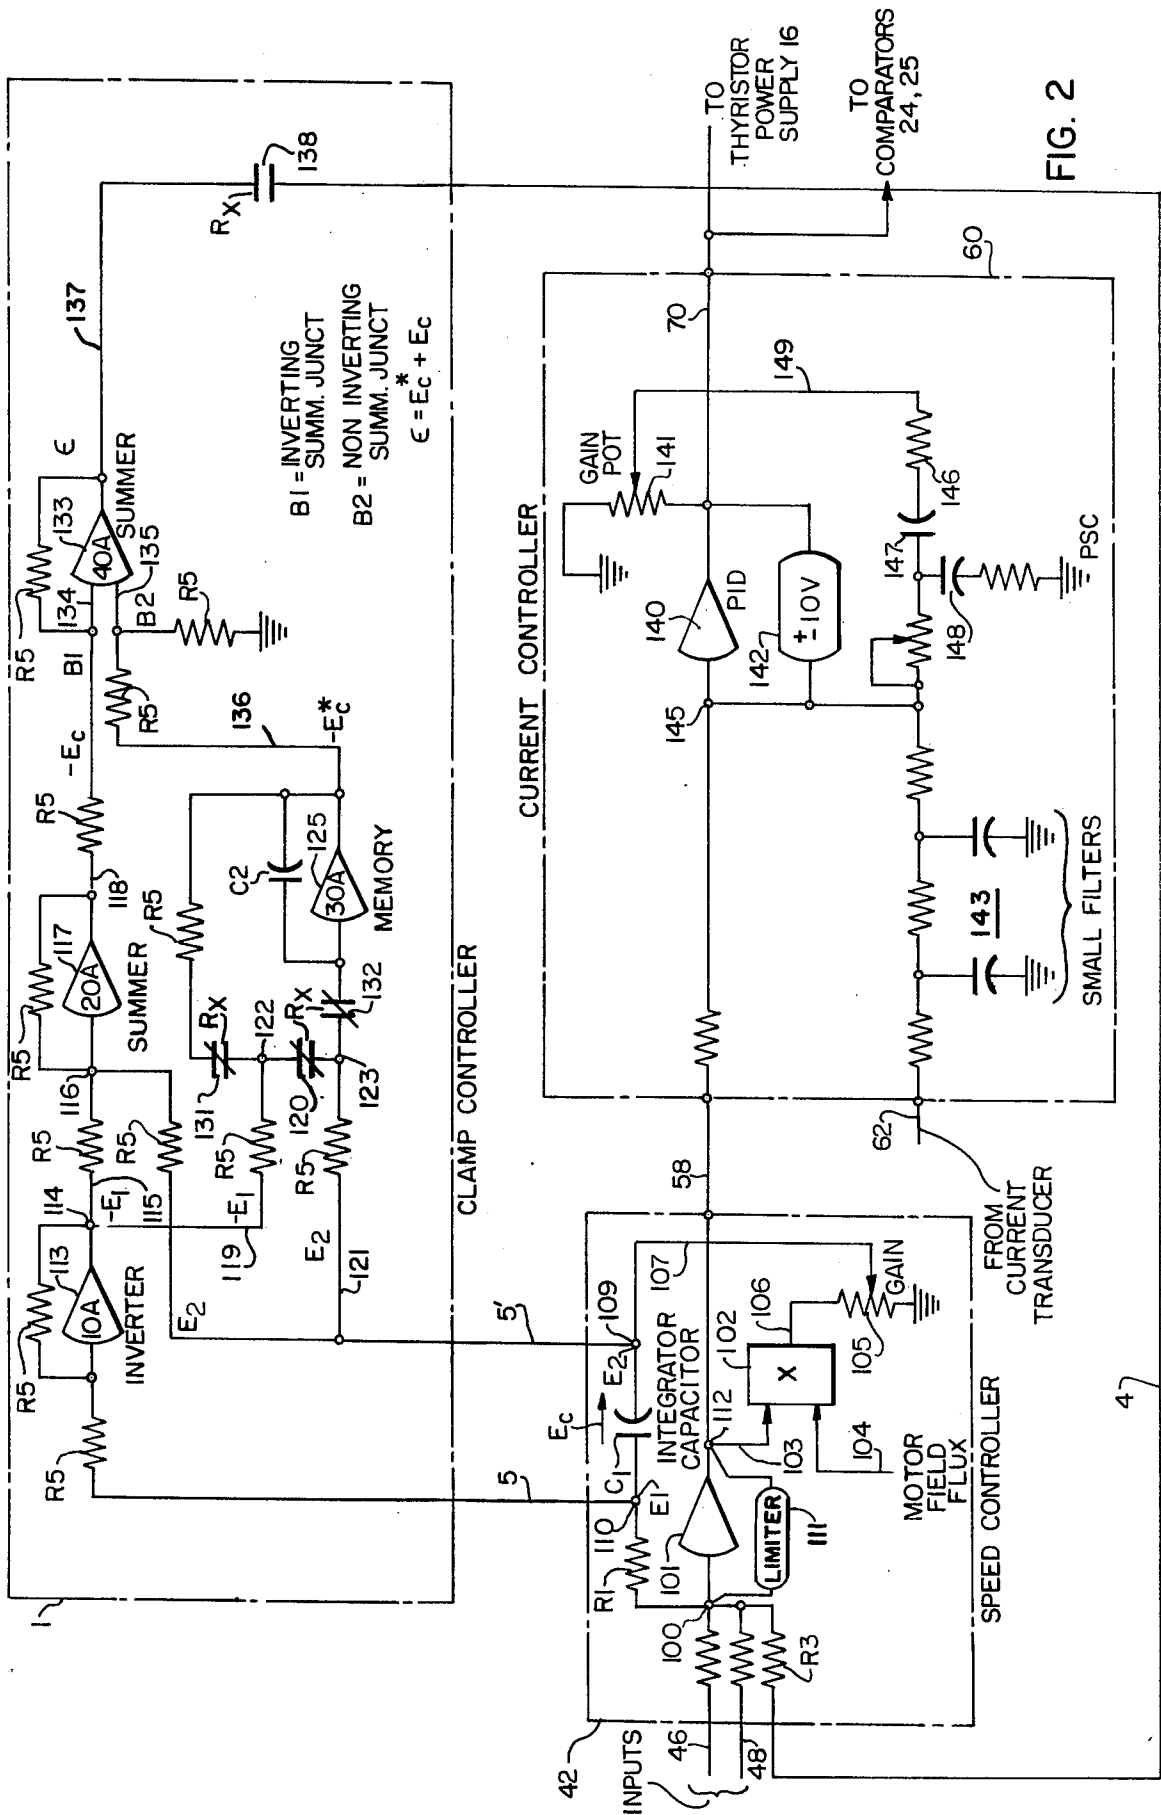 1
R5
5
R5
10A
113
INVERTER
114
-E1
115
R5
R5
E2
116
R5
20A
117
SUMMER
118
R5
-Ec
B1
R5
134
40A
133
SUMMER
ϵ
137
B2
135
R5
R5
136
-Ec*
119
-E1
R5
131
RX
122
120
RX
E2
R5
121
123
132
R5
C2
30A
125
MEMORY
RX
138
B1 = INVERTING
SUMM. JUNCT
B2 = NON INVERTING
SUMM. JUNCT
ϵ = Ec* + Ec
CLAMP CONTROLLER
5'
42
INPUTS
46
48
R3
100
R1
110
E1
C1
Ec
E2
109
INTEGRATOR
CAPACITOR
101
LIMITER
111
112
103
102
X
106
107
105
GAIN
104
MOTOR
FIELD
FLUX
SPEED CONTROLLER
58
FROM
CURRENT
TRANSDUCER
62
CURRENT CONTROLLER
145
140
PID
142
±10V
GAIN
POT
141
70
149
146
147
148
PSC
143
SMALL FILTERS
60
TO
THYRISTOR
POWER
SUPPLY 16
TO
COMPARATORS
24, 25
4
FIG. 2